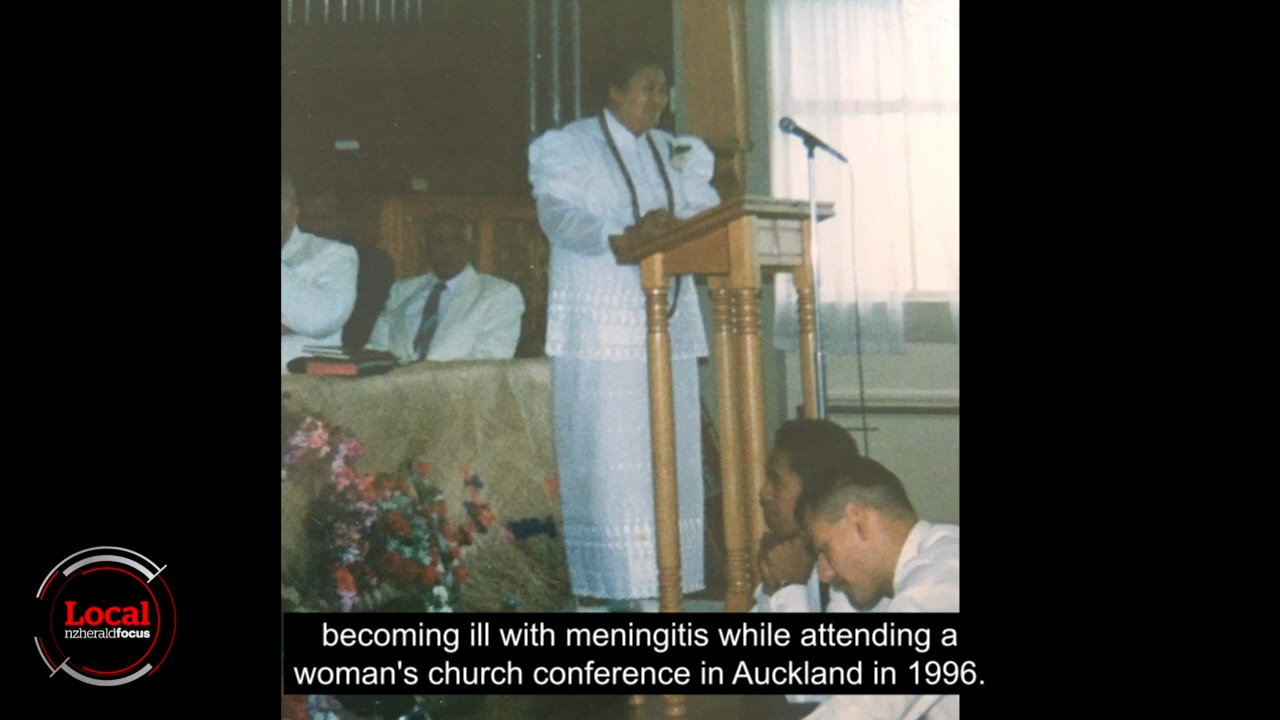 Local
nzheraldfocus
becoming ill with meningitis while attending a
woman's church conference in Auckland in 1996.